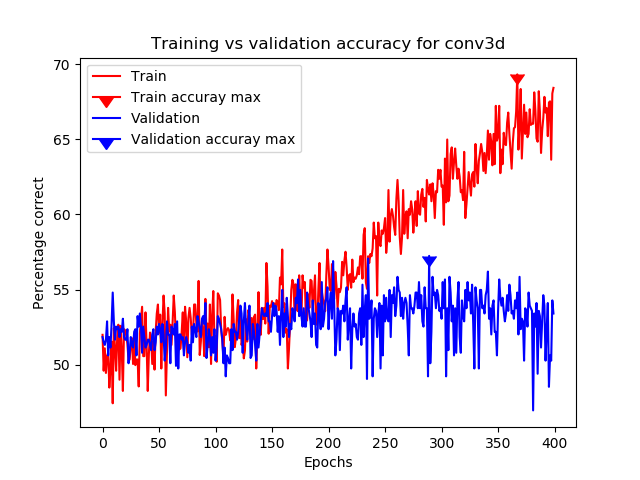 Training vs validation accuracy for conv3d
Train
Train accuray max
Validation
Validation accuray max
Percentage correct
70
65
60
55
50
0 50 100 150 200 250 300 350 400
Epochs